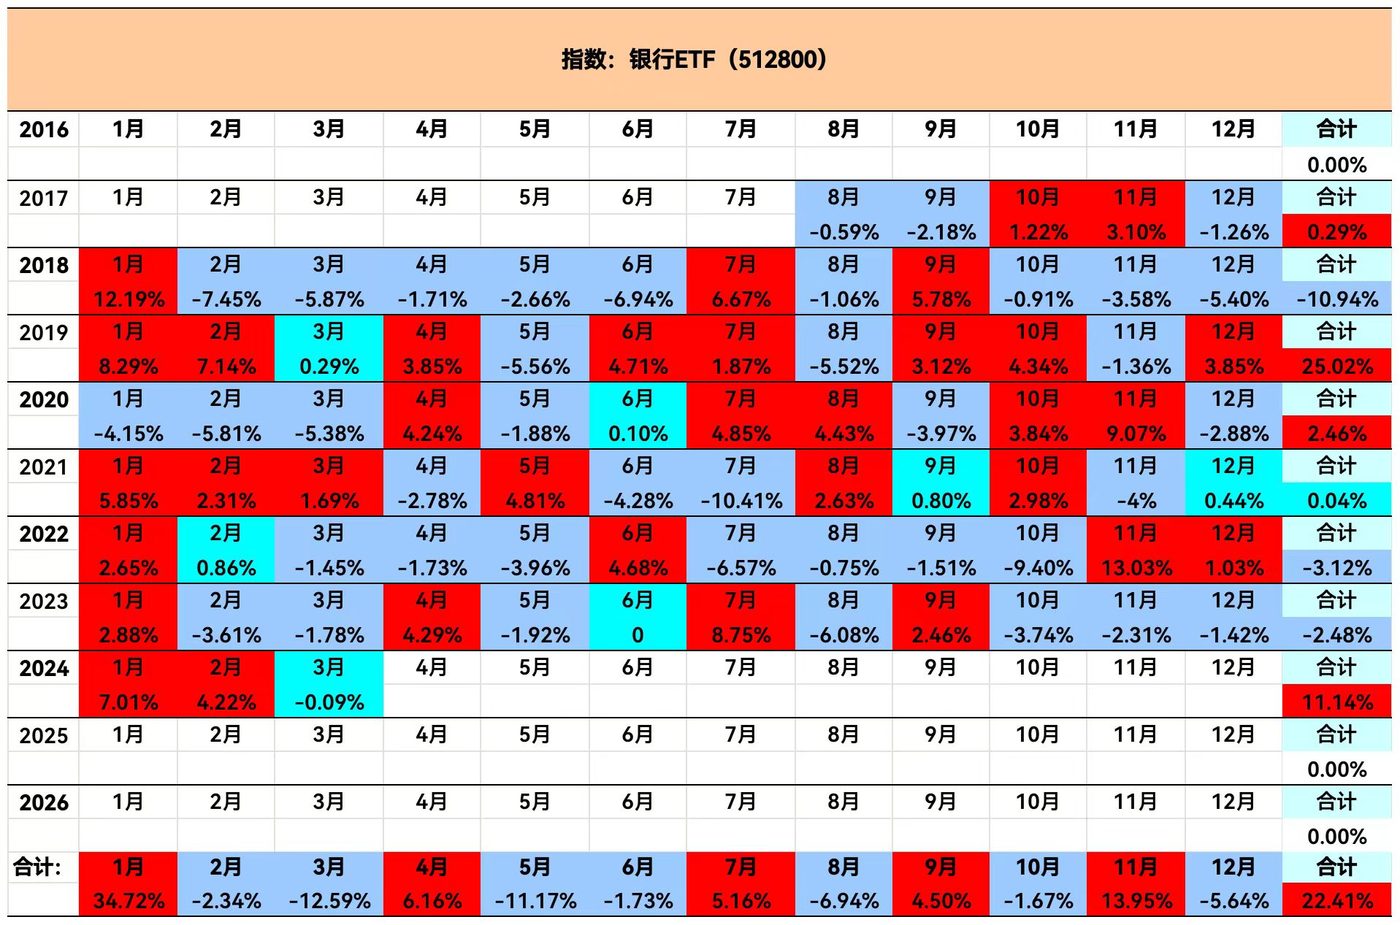 指数：银行ETF（512800）
2016 1月 2月 3月 4月 5月 6月 7月 8月 9月 10月 11月 12月 合计
0.00%
2017 1月 2月 3月 4月 5月 6月 7月 8月 9月 10月 11月 12月 合计
-0.59% -2.18% 1.22% 3.10% -1.26% 0.29%
2018 1月 2月 3月 4月 5月 6月 7月 8月 9月 10月 11月 12月 合计
12.19% -7.45% -5.87% -1.71% -2.66% -6.94% 6.67% -1.06% 5.78% -0.91% -3.58% -5.40% -10.94%
2019 1月 2月 3月 4月 5月 6月 7月 8月 9月 10月 11月 12月 合计
8.29% 7.14% 0.29% 3.85% -5.56% 4.71% 1.87% -5.52% 3.12% 4.34% -1.36% 3.85% 25.02%
2020 1月 2月 3月 4月 5月 6月 7月 8月 9月 10月 11月 12月 合计
-4.15% -5.81% -5.38% 4.24% -1.88% 0.10% 4.85% 4.43% -3.97% 3.84% 9.07% -2.88% 2.46%
2021 1月 2月 3月 4月 5月 6月 7月 8月 9月 10月 11月 12月 合计
5.85% 2.31% 1.69% -2.78% 4.81% -4.28% -10.41% 2.63% 0.80% 2.98% -4% 0.44% 0.04%
2022 1月 2月 3月 4月 5月 6月 7月 8月 9月 10月 11月 12月 合计
2.65% 0.86% -1.45% -1.73% -3.96% 4.68% -6.57% -0.75% -1.51% -9.40% 13.03% 1.03% -3.12%
2023 1月 2月 3月 4月 5月 6月 7月 8月 9月 10月 11月 12月 合计
2.88% -3.61% -1.78% 4.29% -1.92% 0 8.75% -6.08% 2.46% -3.74% -2.31% -1.42% -2.48%
2024 1月 2月 3月 4月 5月 6月 7月 8月 9月 10月 11月 12月 合计
7.01% 4.22% -0.09% 11.14%
2025 1月 2月 3月 4月 5月 6月 7月 8月 9月 10月 11月 12月 合计
0.00%
2026 1月 2月 3月 4月 5月 6月 7月 8月 9月 10月 11月 12月 合计
0.00%
合计： 1月 2月 3月 4月 5月 6月 7月 8月 9月 10月 11月 12月 合计
34.72% -2.34% -12.59% 6.16% -11.17% -1.73% 5.16% -6.94% 4.50% -1.67% 13.95% -5.64% 22.41%